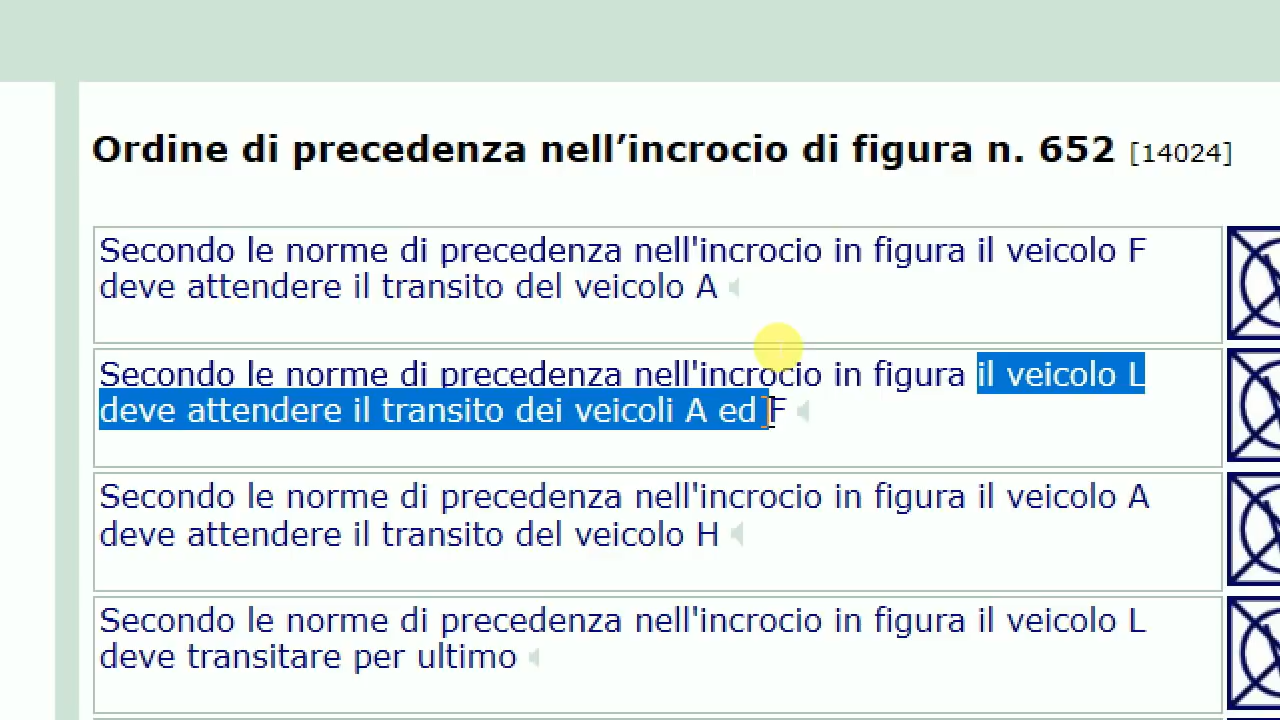 Ordine di precedenza nell’incrocio di figura n. 652 [14024]
Secondo le norme di precedenza nell'incrocio in figura il veicolo F
deve attendere il transito del veicolo A
Secondo le norme di precedenza nell'incrocio in figura il veicolo L
deve attendere il transito dei veicoli A ed F
Secondo le norme di precedenza nell'incrocio in figura il veicolo A
deve attendere il transito del veicolo H
Secondo le norme di precedenza nell'incrocio in figura il veicolo L
deve transitare per ultimo